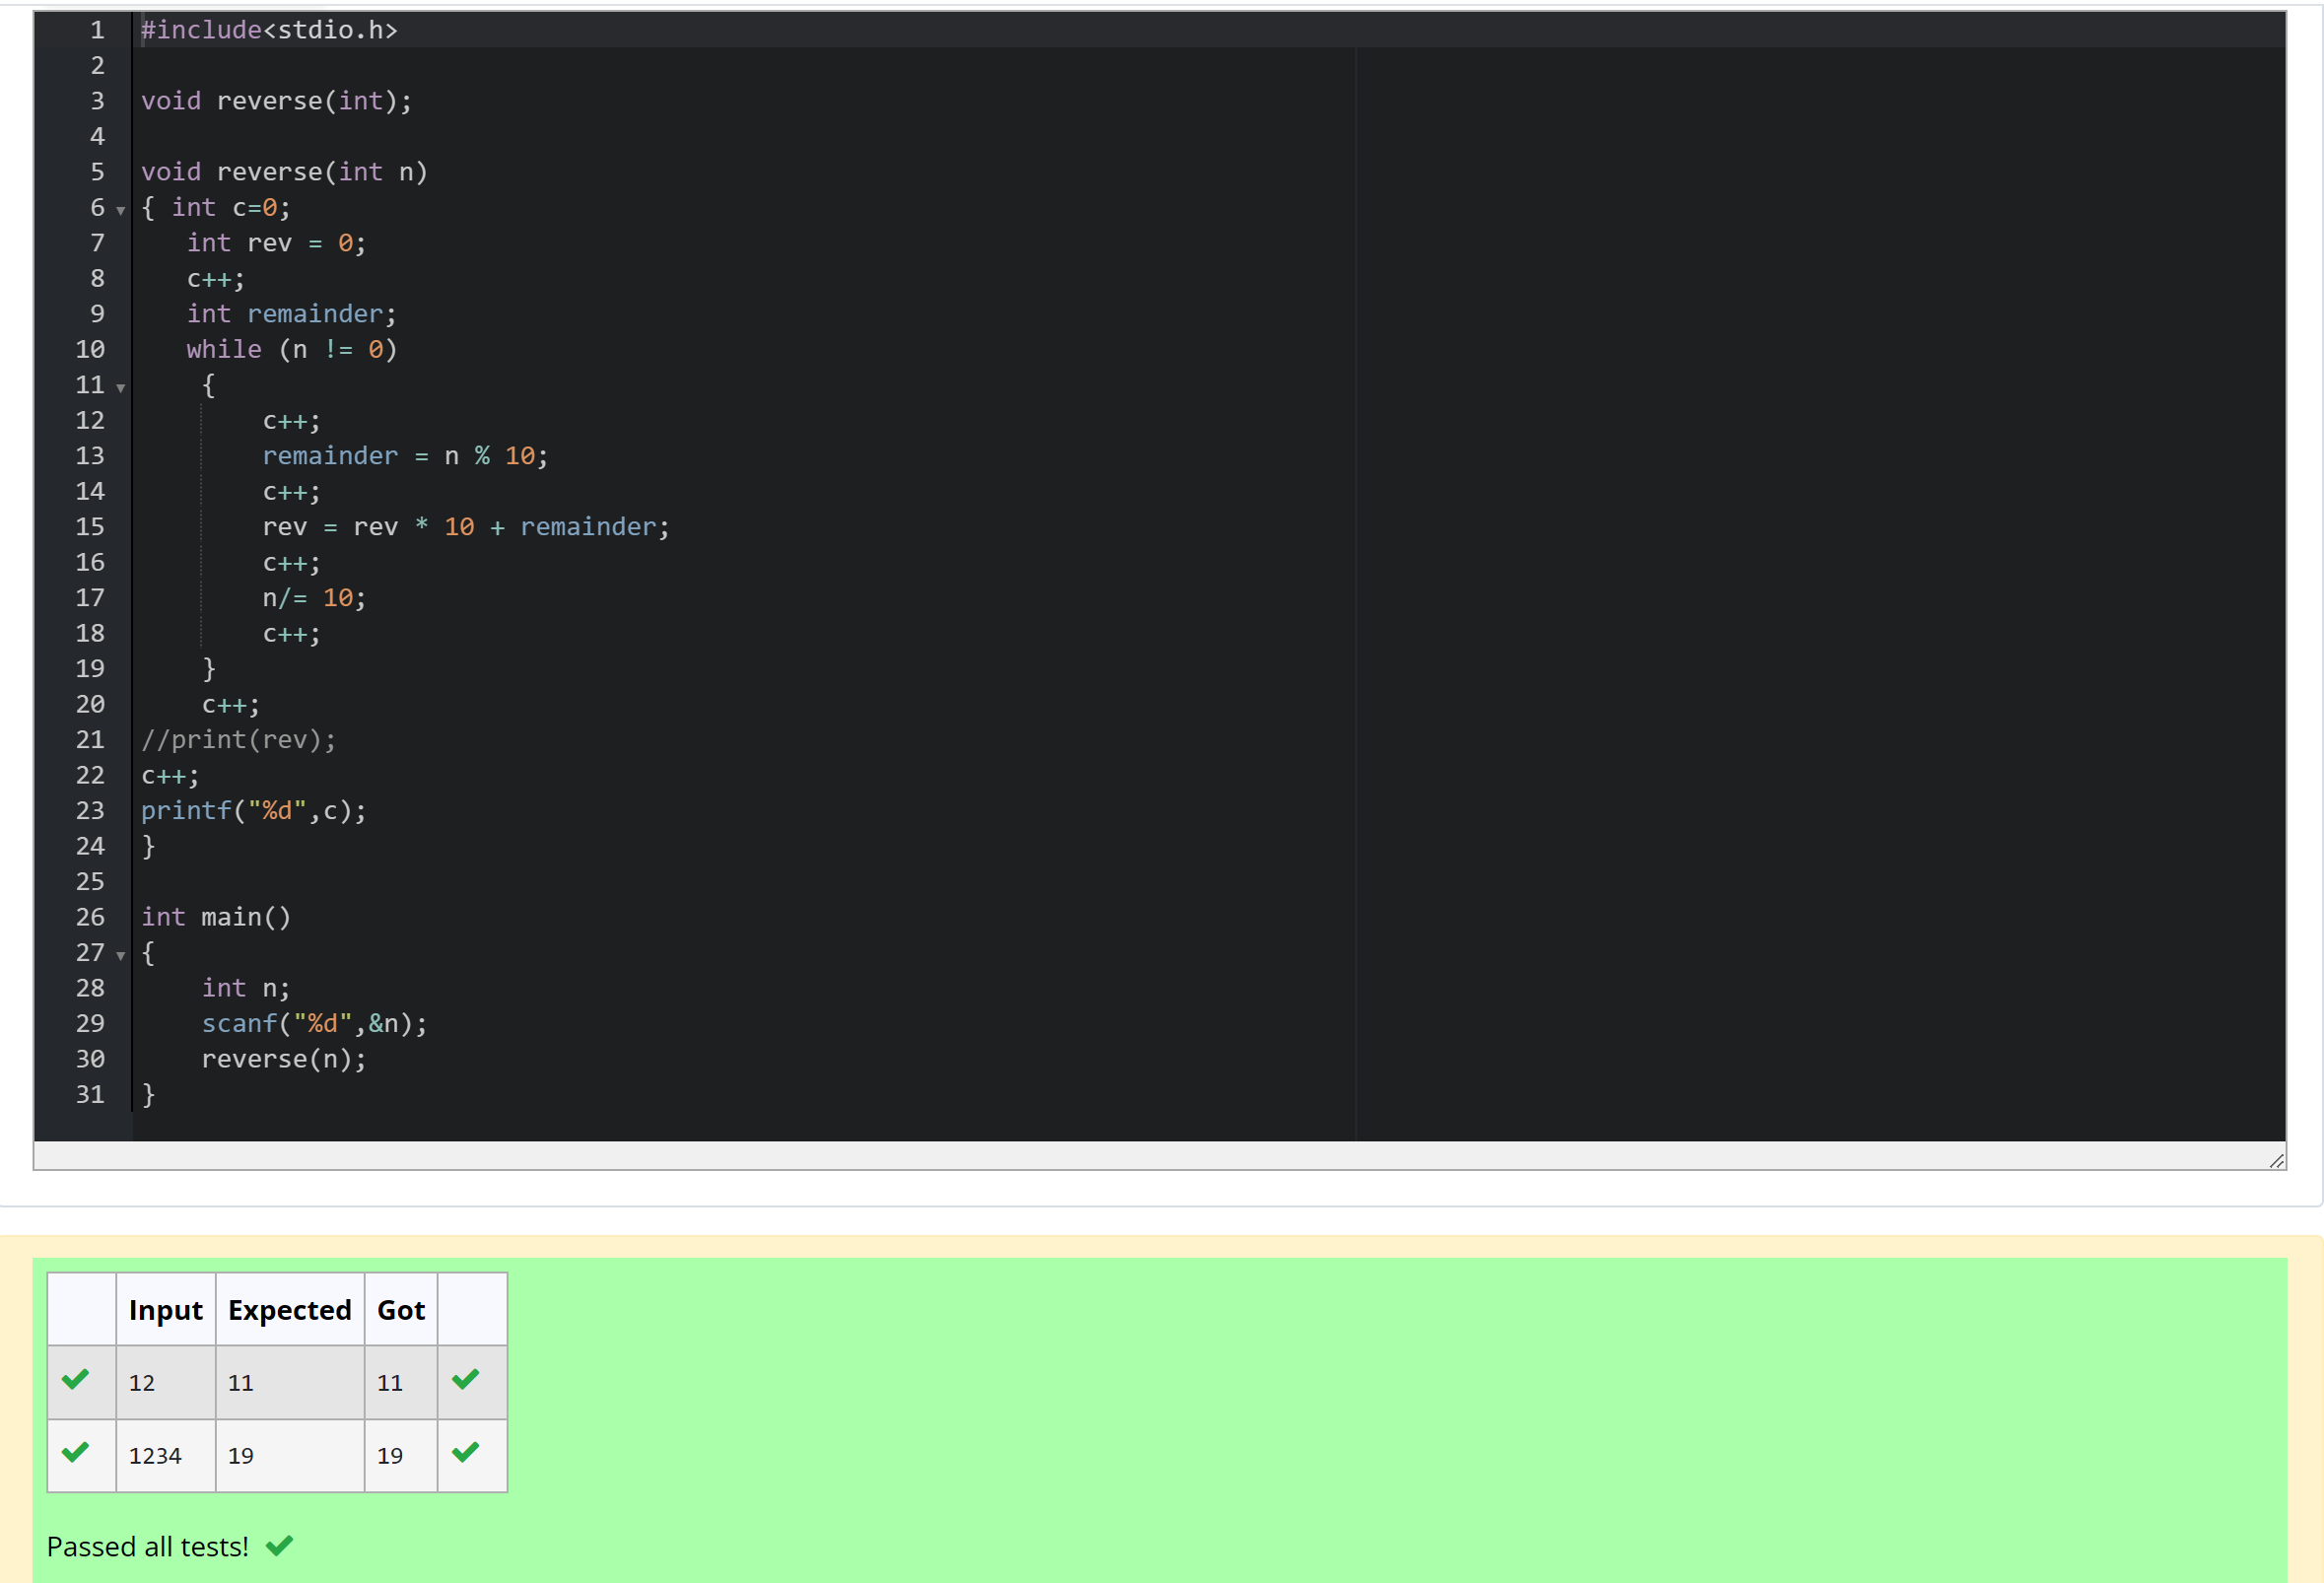 1 #include<stdio.h>
2
3 void reverse(int);
4
5 void reverse(int n)
6 { int c=0;
7    int rev = 0;
8    c++;
9    int remainder;
10    while (n != 0)
11     {
12         c++;
13         remainder = n % 10;
14         c++;
15         rev = rev * 10 + remainder;
16         c++;
17         n/= 10;
18         c++;
19     }
20     c++;
21 //print(rev);
22 c++;
23 printf("%d",c);
24 }
25
26 int main()
27 {
28     int n;
29     scanf("%d",&n);
30     reverse(n);
31 }
Input Expected Got
12 11 11
1234 19 19
Passed all tests!